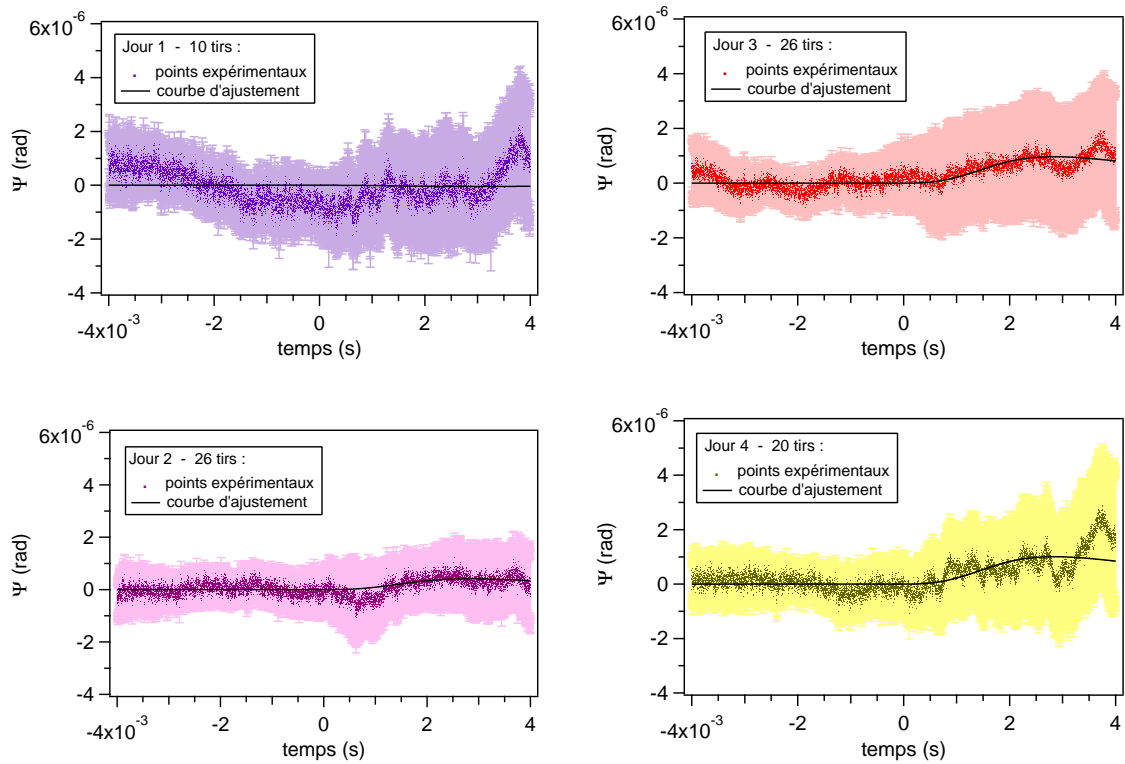 6x10-6
4
2
0
-2
-4
Ψ (rad)
Jour 1 - 10 tirs :
points expérimentaux
courbe d'ajustement
-4x10-3
-2
0
2
4
temps (s)
6x10-6
4
2
0
-2
-4
Ψ (rad)
Jour 3 - 26 tirs :
points expérimentaux
courbe d'ajustement
-4x10-3
-2
0
2
4
temps (s)
6x10-6
4
2
0
-2
-4
Ψ (rad)
Jour 2 - 26 tirs :
points expérimentaux
courbe d'ajustement
-4x10-3
-2
0
2
4
temps (s)
6x10-6
4
2
0
-2
-4
Ψ (rad)
Jour 4 - 20 tirs :
points expérimentaux
courbe d'ajustement
-4x10-3
-2
0
2
4
temps (s)